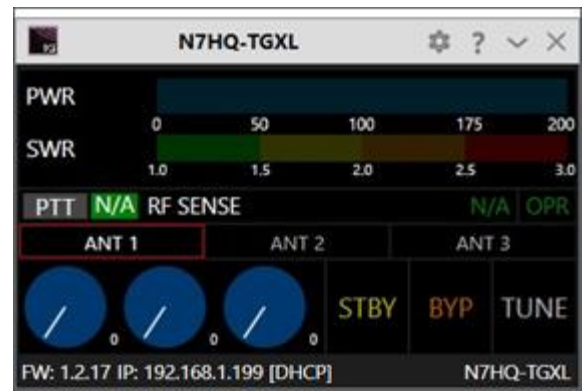 N7HQ-TGXL ?
PWR
0 50 100 175 200
SWR
1.0 1.5 2.0 2.5 3.0
PTT N/A RF SENSE N/A OPR
ANT 1 ANT 2 ANT 3
0 0 0 STBY BYP TUNE
FW: 1.2.17 IP: 192.168.1.199 [DHCP] N7HQ-TGXL